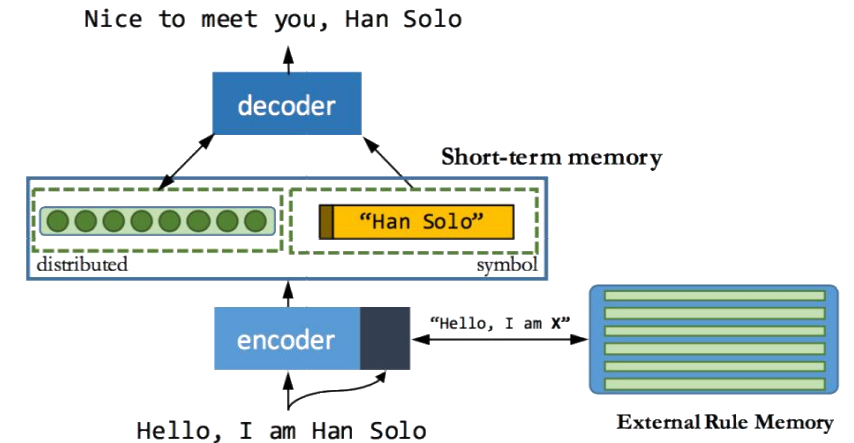 Nice to meet you, Han Solo
decoder
Short-term memory
“Han Solo”
distributed
symbol
encoder
“Hello, I am X”
External Rule Memory
Hello, I am Han Solo